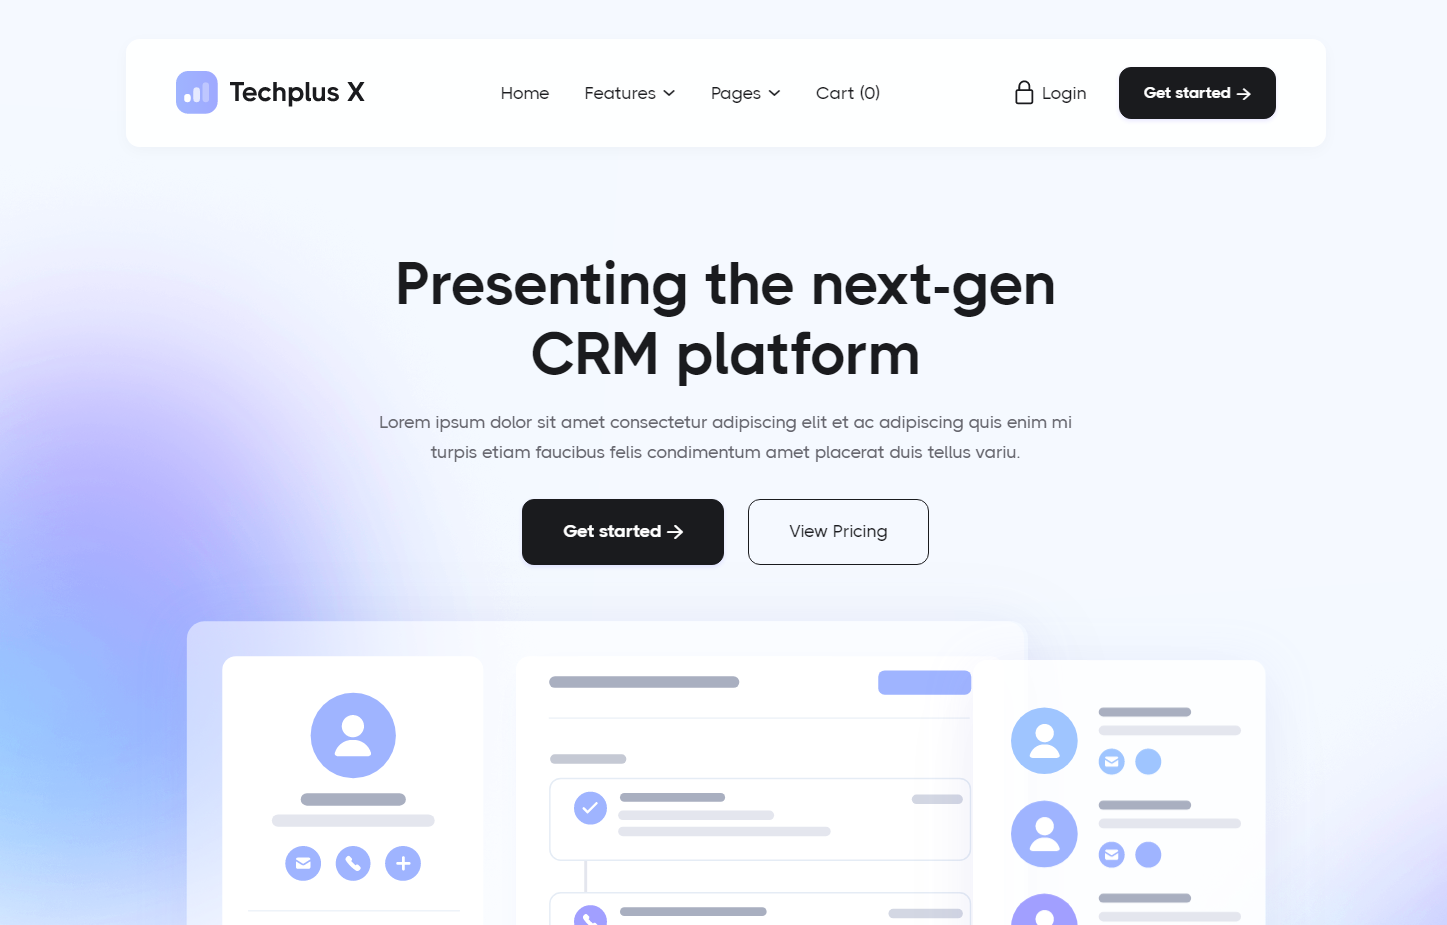 Techplus X
Home Features Pages Cart (0)
Login
Get started →
Presenting the next-gen
CRM platform
Lorem ipsum dolor sit amet consectetur adipiscing elit et ac adipiscing quis enim mi
turpis etiam faucibus felis condimentum amet placerat duis tellus variu.
Get started →
View Pricing